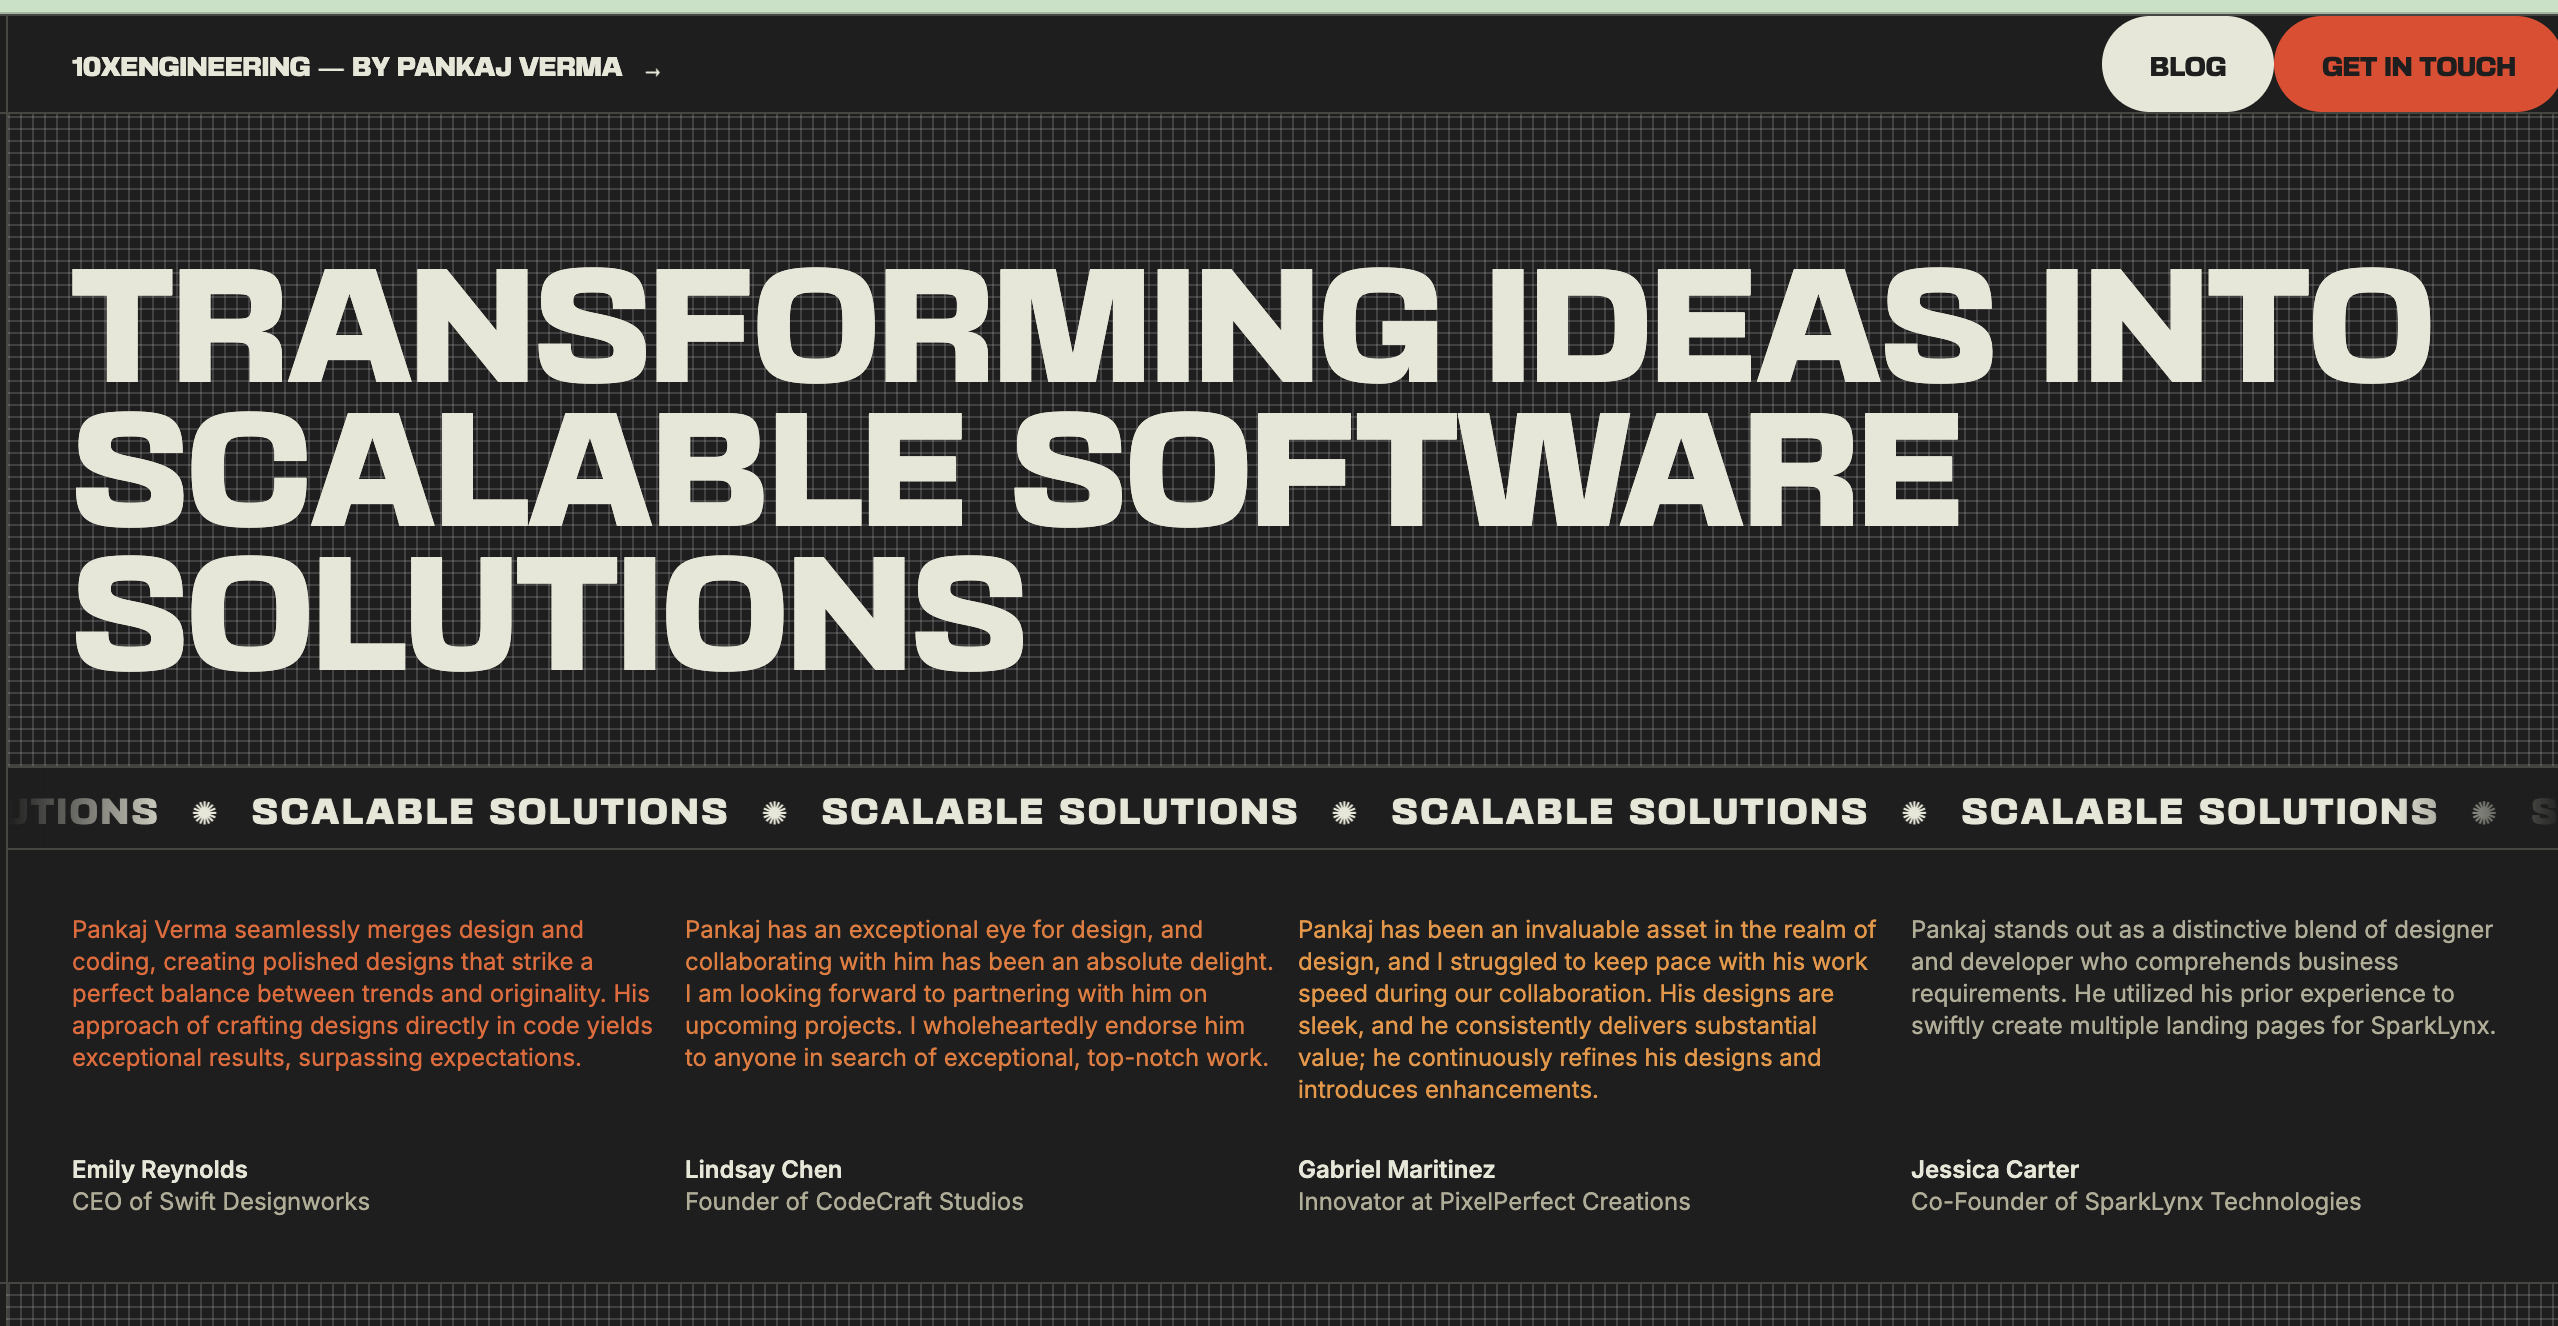 10XENGINEERING — BY PANKAJ VERMA →
BLOG
GET IN TOUCH
TRANSFORMING IDEAS INTO
SCALABLE SOFTWARE
SOLUTIONS
UTIONS ✺ SCALABLE SOLUTIONS ✺ SCALABLE SOLUTIONS ✺ SCALABLE SOLUTIONS ✺ SCALABLE SOLUTIONS ✺ S
Pankaj Verma seamlessly merges design and
coding, creating polished designs that strike a
perfect balance between trends and originality. His
approach of crafting designs directly in code yields
exceptional results, surpassing expectations.
Emily Reynolds
CEO of Swift Designworks
Pankaj has an exceptional eye for design, and
collaborating with him has been an absolute delight.
I am looking forward to partnering with him on
upcoming projects. I wholeheartedly endorse him
to anyone in search of exceptional, top-notch work.
Lindsay Chen
Founder of CodeCraft Studios
Pankaj has been an invaluable asset in the realm of
design, and I struggled to keep pace with his work
speed during our collaboration. His designs are
sleek, and he consistently delivers substantial
value; he continuously refines his designs and
introduces enhancements.
Gabriel Maritinez
Innovator at PixelPerfect Creations
Pankaj stands out as a distinctive blend of designer
and developer who comprehends business
requirements. He utilized his prior experience to
swiftly create multiple landing pages for SparkLynx.
Jessica Carter
Co-Founder of SparkLynx Technologies